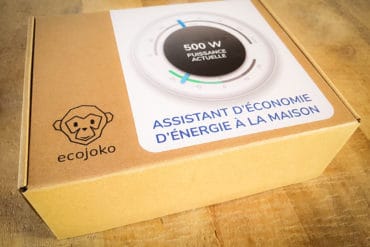 500 W
PUISSANCE
ACTUELLE
ASSISTANT D'ÉCONOMIE
D'ÉNERGIE À LA MAISON
ecojoko